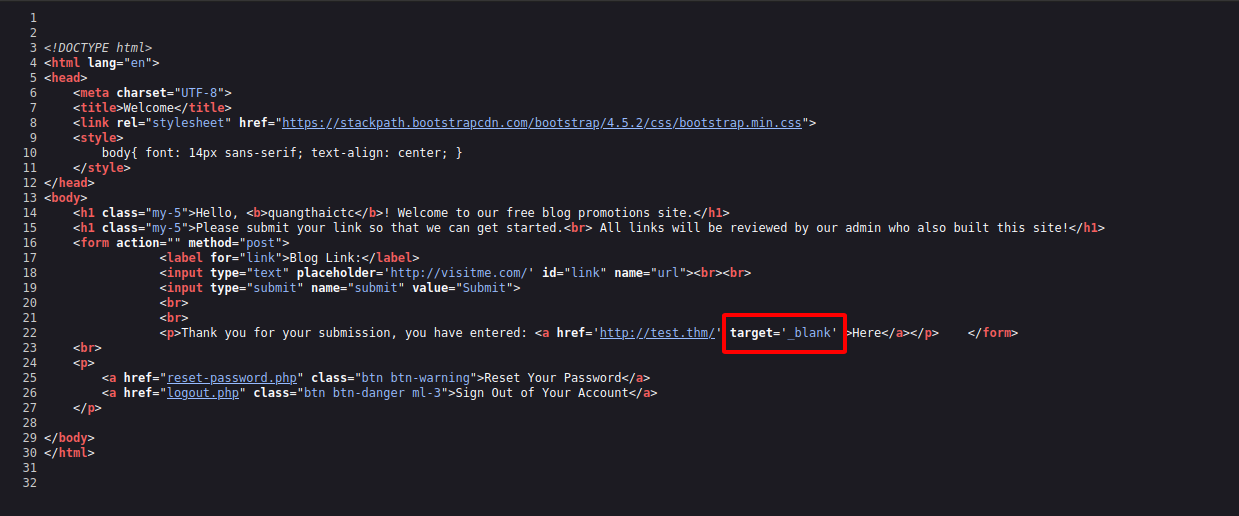 1
2
3 <!DOCTYPE html>
4 <html lang="en">
5 <head>
6     <meta charset="UTF-8">
7     <title>Welcome</title>
8     <link rel="stylesheet" href="https://stackpath.bootstrapcdn.com/bootstrap/4.5.2/css/bootstrap.min.css">
9     <style>
10         body{ font: 14px sans-serif; text-align: center; }
11     </style>
12 </head>
13 <body>
14     <h1 class="my-5">Hello, <b>quangthaictc</b>! Welcome to our free blog promotions site.</h1>
15     <h1 class="my-5">Please submit your link so that we can get started.<br> All links will be reviewed by our admin who also built this site!</h1>
16     <form action="" method="post">
17                 <label for="link">Blog Link:</label>
18                 <input type="text" placeholder='http://visitme.com/' id="link" name="url"><br><br>
19                 <input type="submit" name="submit" value="Submit">
20                 <br>
21                 <br>
22                 <p>Thank you for your submission, you have entered: <a href='http://test.thm/' target='_blank' >Here</a></p>    </form>
23     <br>
24     <p>
25         <a href="reset-password.php" class="btn btn-warning">Reset Your Password</a>
26         <a href="logout.php" class="btn btn-danger ml-3">Sign Out of Your Account</a>
27     </p>
28
29 </body>
30 </html>
31
32